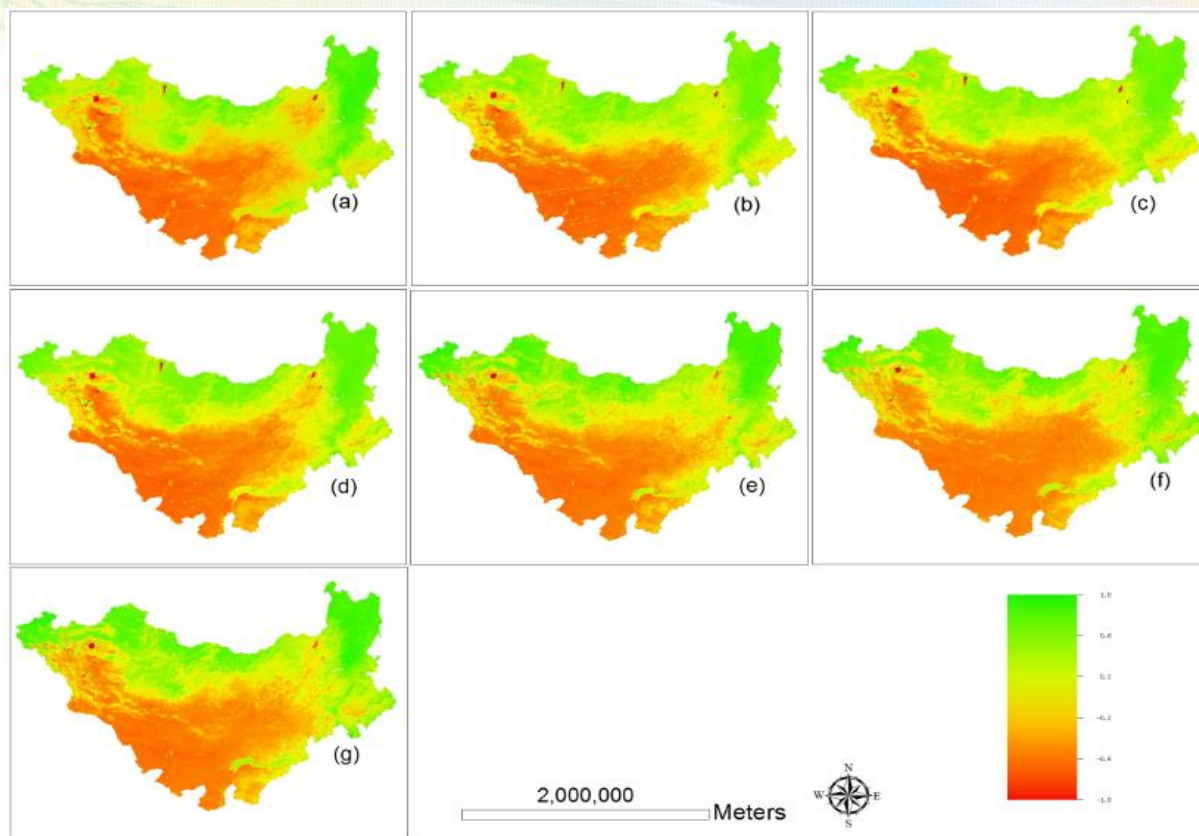 (a)
(b)
(c)
(d)
(e)
(f)
(g)
2,000,000
Meters
N
W E
S
1.0
0.6
0.2
-0.2
-0.6
-1.0